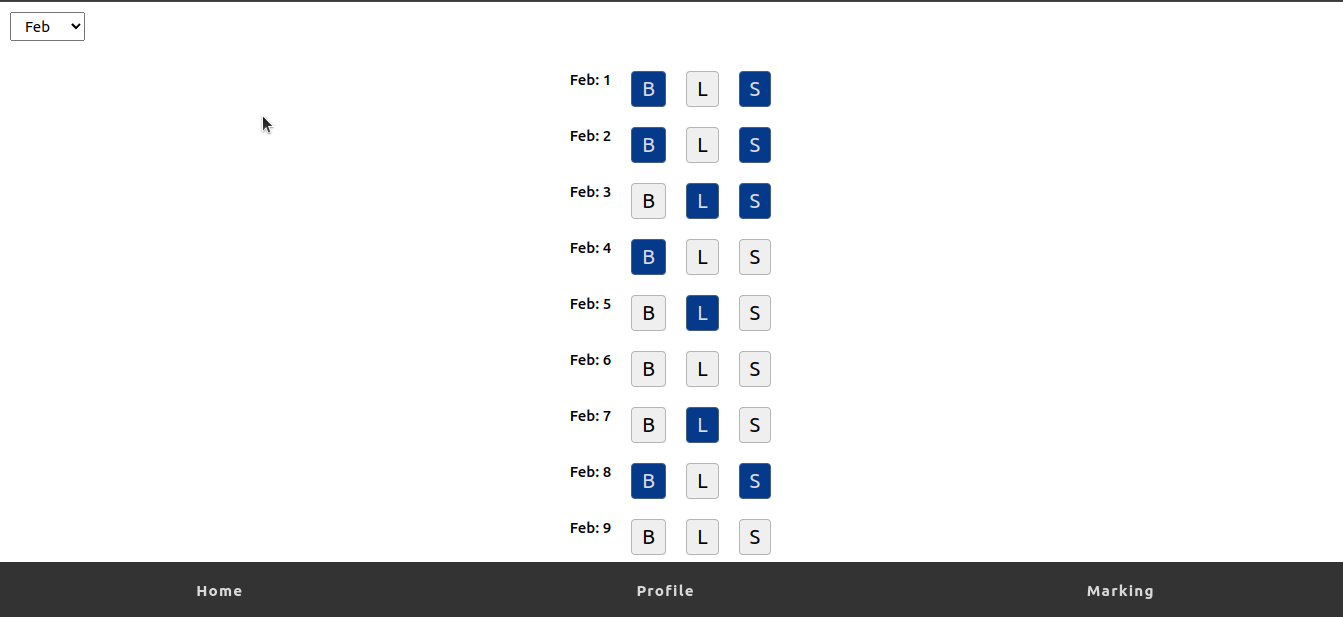 Feb
Feb: 1 B L S
Feb: 2 B L S
Feb: 3 B L S
Feb: 4 B L S
Feb: 5 B L S
Feb: 6 B L S
Feb: 7 B L S
Feb: 8 B L S
Feb: 9 B L S
Home Profile Marking